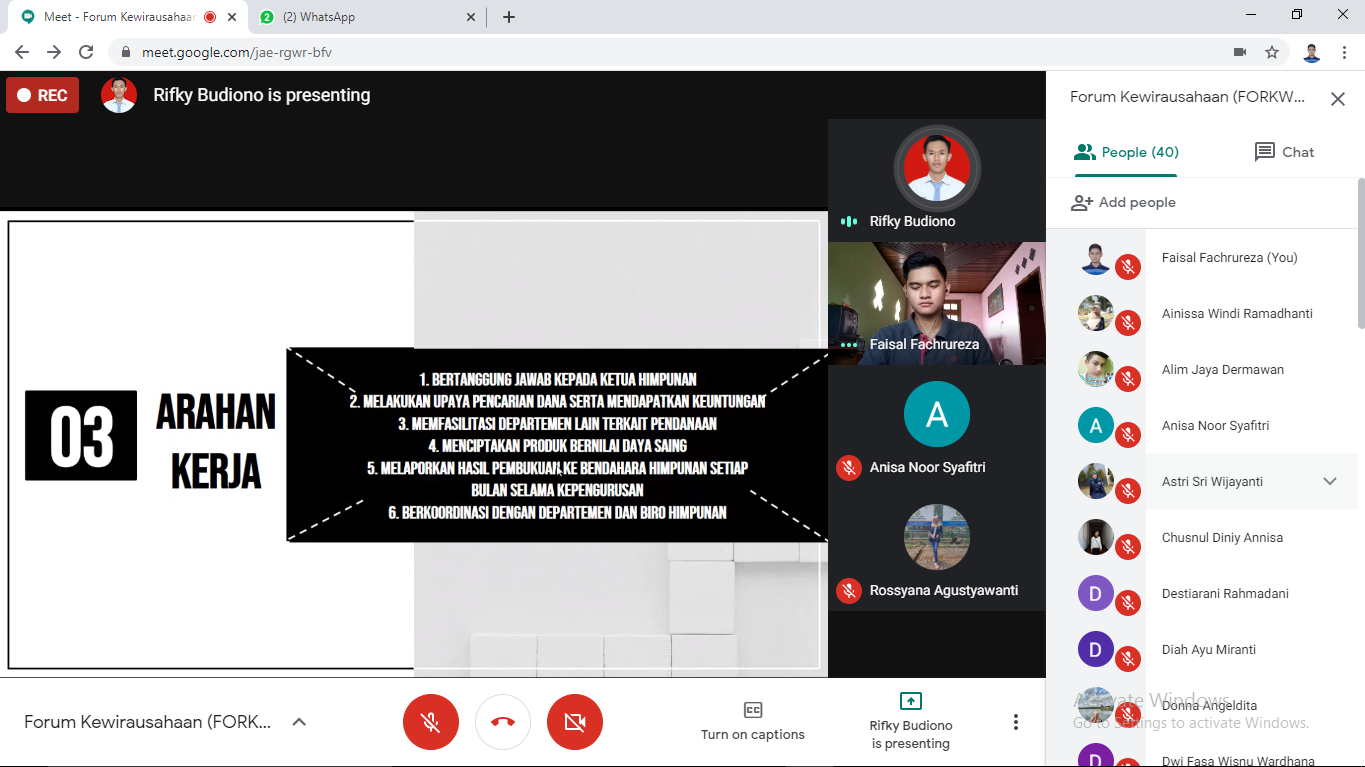 Meet - Forum Kewirausahaan
(2) WhatsApp
meet.google.com/jae-rgwr-bfv
REC
Rifky Budiono is presenting
03
ARAHAN
KERJA
1. BERTANGGUNG JAWAB KEPADA KETUA HIMPUNAN
2. MELAKUKAN UPAYA PENCARIAN DANA SERTA MENDAPATKAN KEUNTUNGAN
3. MEMFASILITASI DEPARTEMEN LAIN TERKAIT PENDANAAN
4. MENCIPTAKAN PRODUK BERNILAI DAYA SAING
5. MELAPORKAN HASIL PEMBUKUAN KE BENDAHARA HIMPUNAN SETIAP
BULAN SELAMA KEPENGURUSAN
6. BERKOORDINASI DENGAN DEPARTEMEN DAN BIRO HIMPUNAN
Rifky Budiono
Faisal Fachrureza
A
Anisa Noor Syafitri
Rossyana Agustyawanti
Forum Kewirausahaan (FORKW...
People (40)
Chat
Add people
Faisal Fachrureza (You)
Ainissa Windi Ramadhanti
Alim Jaya Dermawan
A
Anisa Noor Syafitri
Astri Sri Wijayanti
Chusnul Diniy Annisa
D
Destiarani Rahmadani
D
Diah Ayu Miranti
Donna Angeldita
D
Dwi Fasa Wisnu Wardhana
Activate Windows
Go to Settings to activate Windows.
Forum Kewirausahaan (FORK...
CC
Turn on captions
Rifky Budiono
is presenting